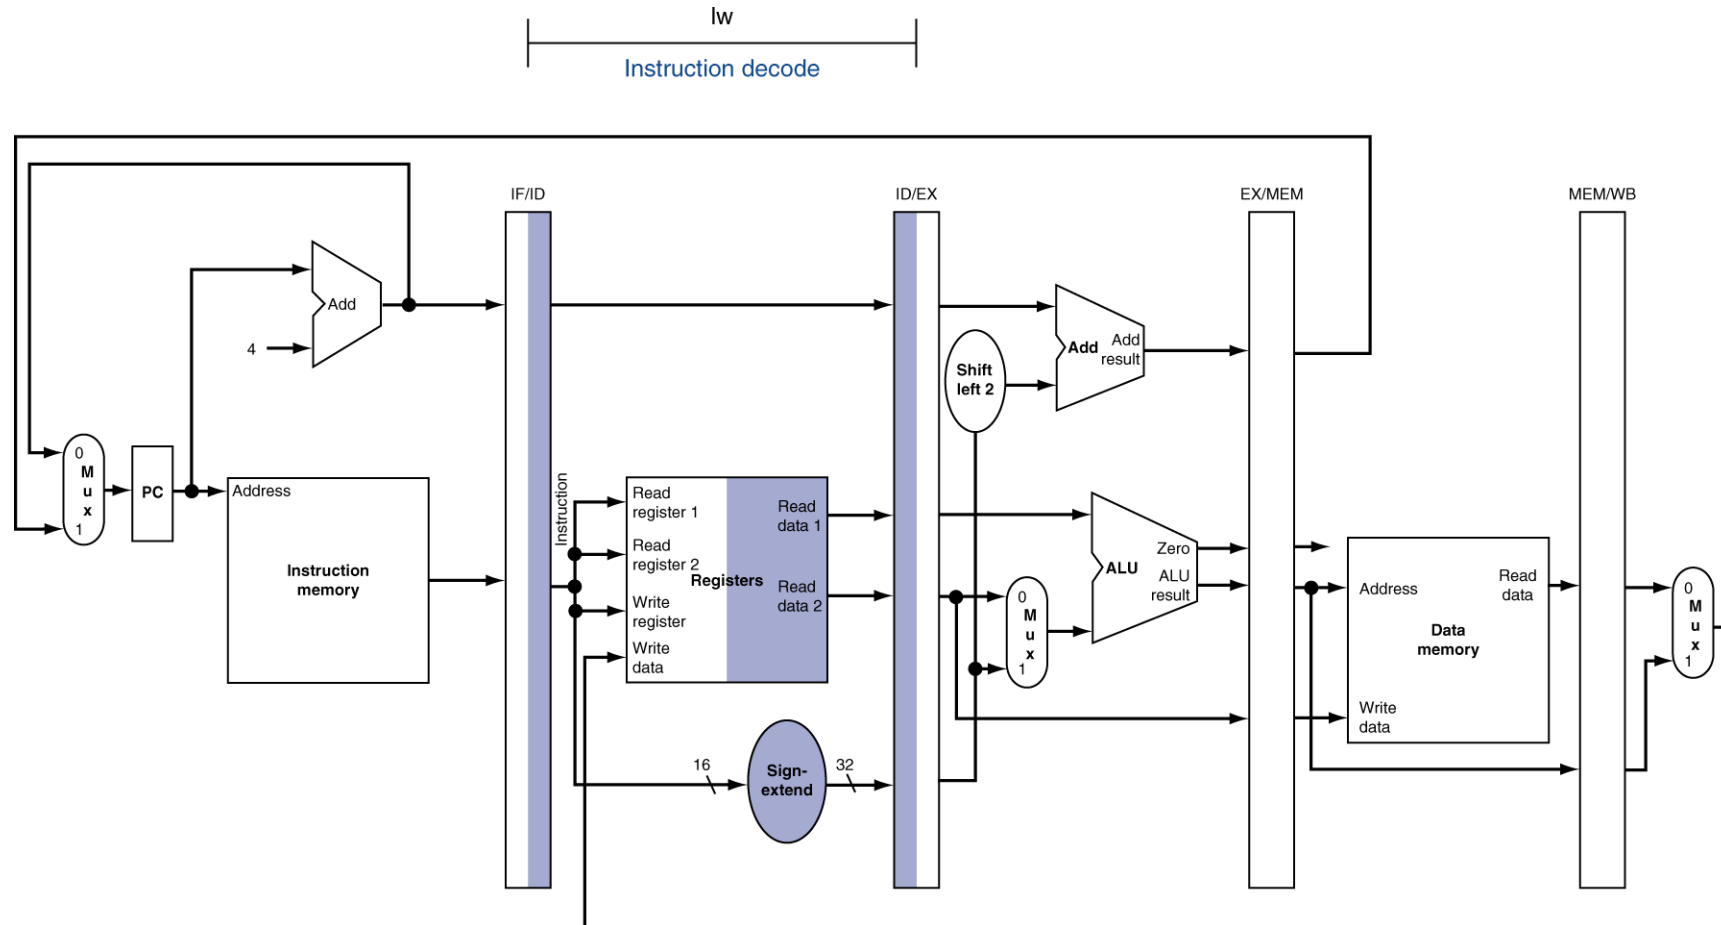 lw
Instruction decode
IF/ID
ID/EX
EX/MEM
MEM/WB
Add
4
Add
Add
result
Shift
left 2
0
M
u
x
1
PC
Address
Instruction
memory
Instruction
Read
register 1
Read
register 2
Write
register
Write
data
Registers
Read
data 1
Read
data 2
16
Sign-
extend
32
0
M
u
x
1
Zero
ALU
ALU
result
Address
Read
data
Data
memory
Write
data
0
M
u
x
1